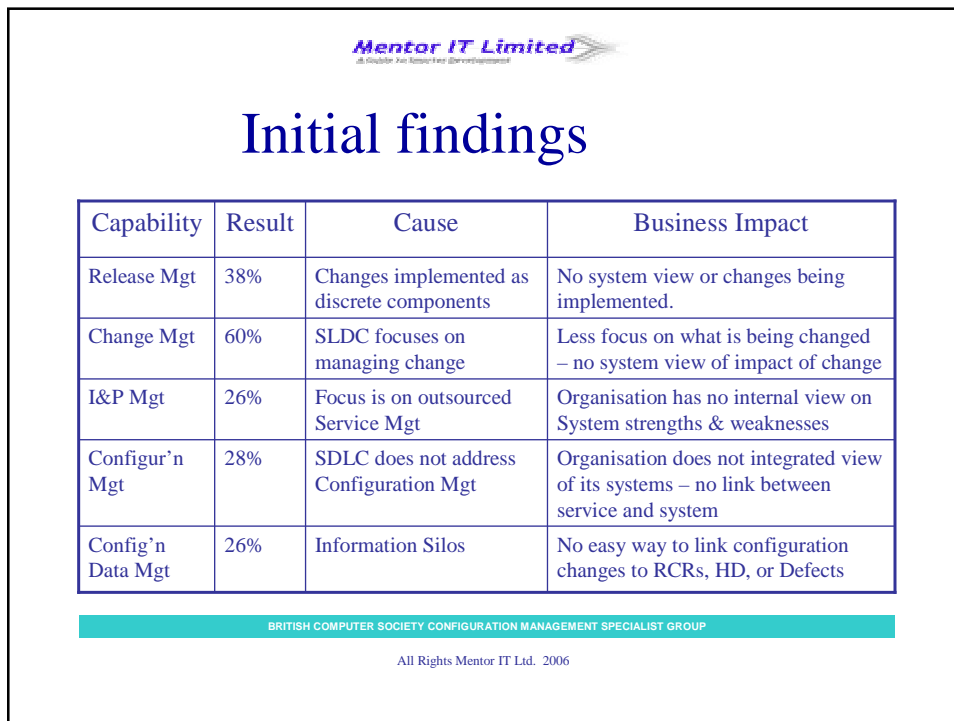 Mentor IT Limited
A Guide to Smarter Development
Initial findings
Capability Result Cause Business Impact
Release Mgt 38% Changes implemented as discrete components No system view or changes being implemented.
Change Mgt 60% SLDC focuses on managing change Less focus on what is being changed – no system view of impact of change
I&P Mgt 26% Focus is on outsourced Service Mgt Organisation has no internal view on System strengths & weaknesses
Configur'n Mgt 28% SDLC does not address Configuration Mgt Organisation does not integrated view of its systems – no link between service and system
Config'n Data Mgt 26% Information Silos No easy way to link configuration changes to RCRs, HD, or Defects
BRITISH COMPUTER SOCIETY CONFIGURATION MANAGEMENT SPECIALIST GROUP
All Rights Mentor IT Ltd. 2006